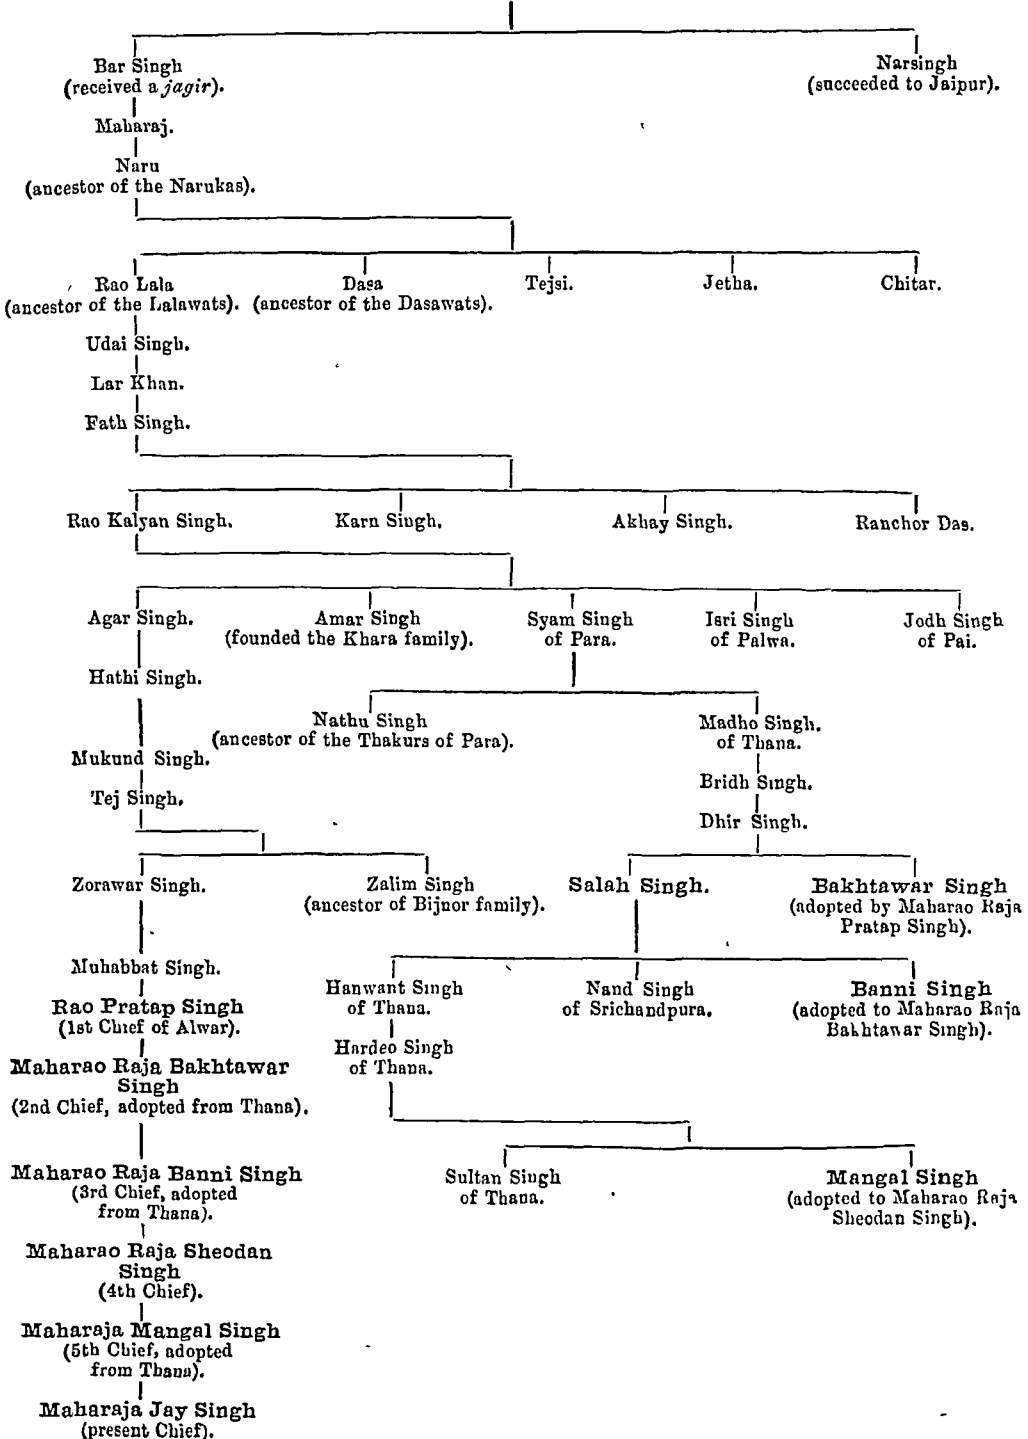 Bar Singh
(received a jagir).
Narsingh
(succeeded to Jaipur).
Maharaj.
Naru
(ancestor of the Narukas).
Rao Lala
(ancestor of the Lalawats).
Dasa
(ancestor of the Dasawats).
Tejsi.
Jetha.
Chitar.
Udai Singh.
Lar Khan.
Fath Singh.
Rao Kalyan Singh.
Karn Singh.
Akhay Singh.
Ranchor Das.
Agar Singh.
Amar Singh
(founded the Khara family).
Syam Singh
of Para.
Isri Singh
of Palwa.
Jodh Singh
of Pai.
Hathi Singh.
Nathu Singh
(ancestor of the Thakurs of Para).
Madho Singh.
of Thana.
Mukund Singh.
Bridh Singh.
Tej Singh.
Dhir Singh.
Zorawar Singh.
Zalim Singh
(ancestor of Bijnor family).
Salah Singh.
Bakhtawar Singh
(adopted by Maharao Raja
Pratap Singh).
Muhabbat Singh.
Hanwant Singh
of Thana.
Nand Singh
of Srichandpura.
Banni Singh
(adopted to Maharao Raja
Bakhtawar Singh).
Rao Pratap Singh
(1st Chief of Alwar).
Hardeo Singh
of Thana.
Maharao Raja Bakhtawar
Singh
(2nd Chief, adopted from Thana).
Maharao Raja Banni Singh
(3rd Chief, adopted
from Thana).
Sultan Singh
of Thana.
Mangal Singh
(adopted to Maharao Raja
Sheodan Singh).
Maharao Raja Sheodan
Singh
(4th Chief).
Maharaja Mangal Singh
(5th Chief, adopted
from Thana).
Maharaja Jay Singh
(present Chief).